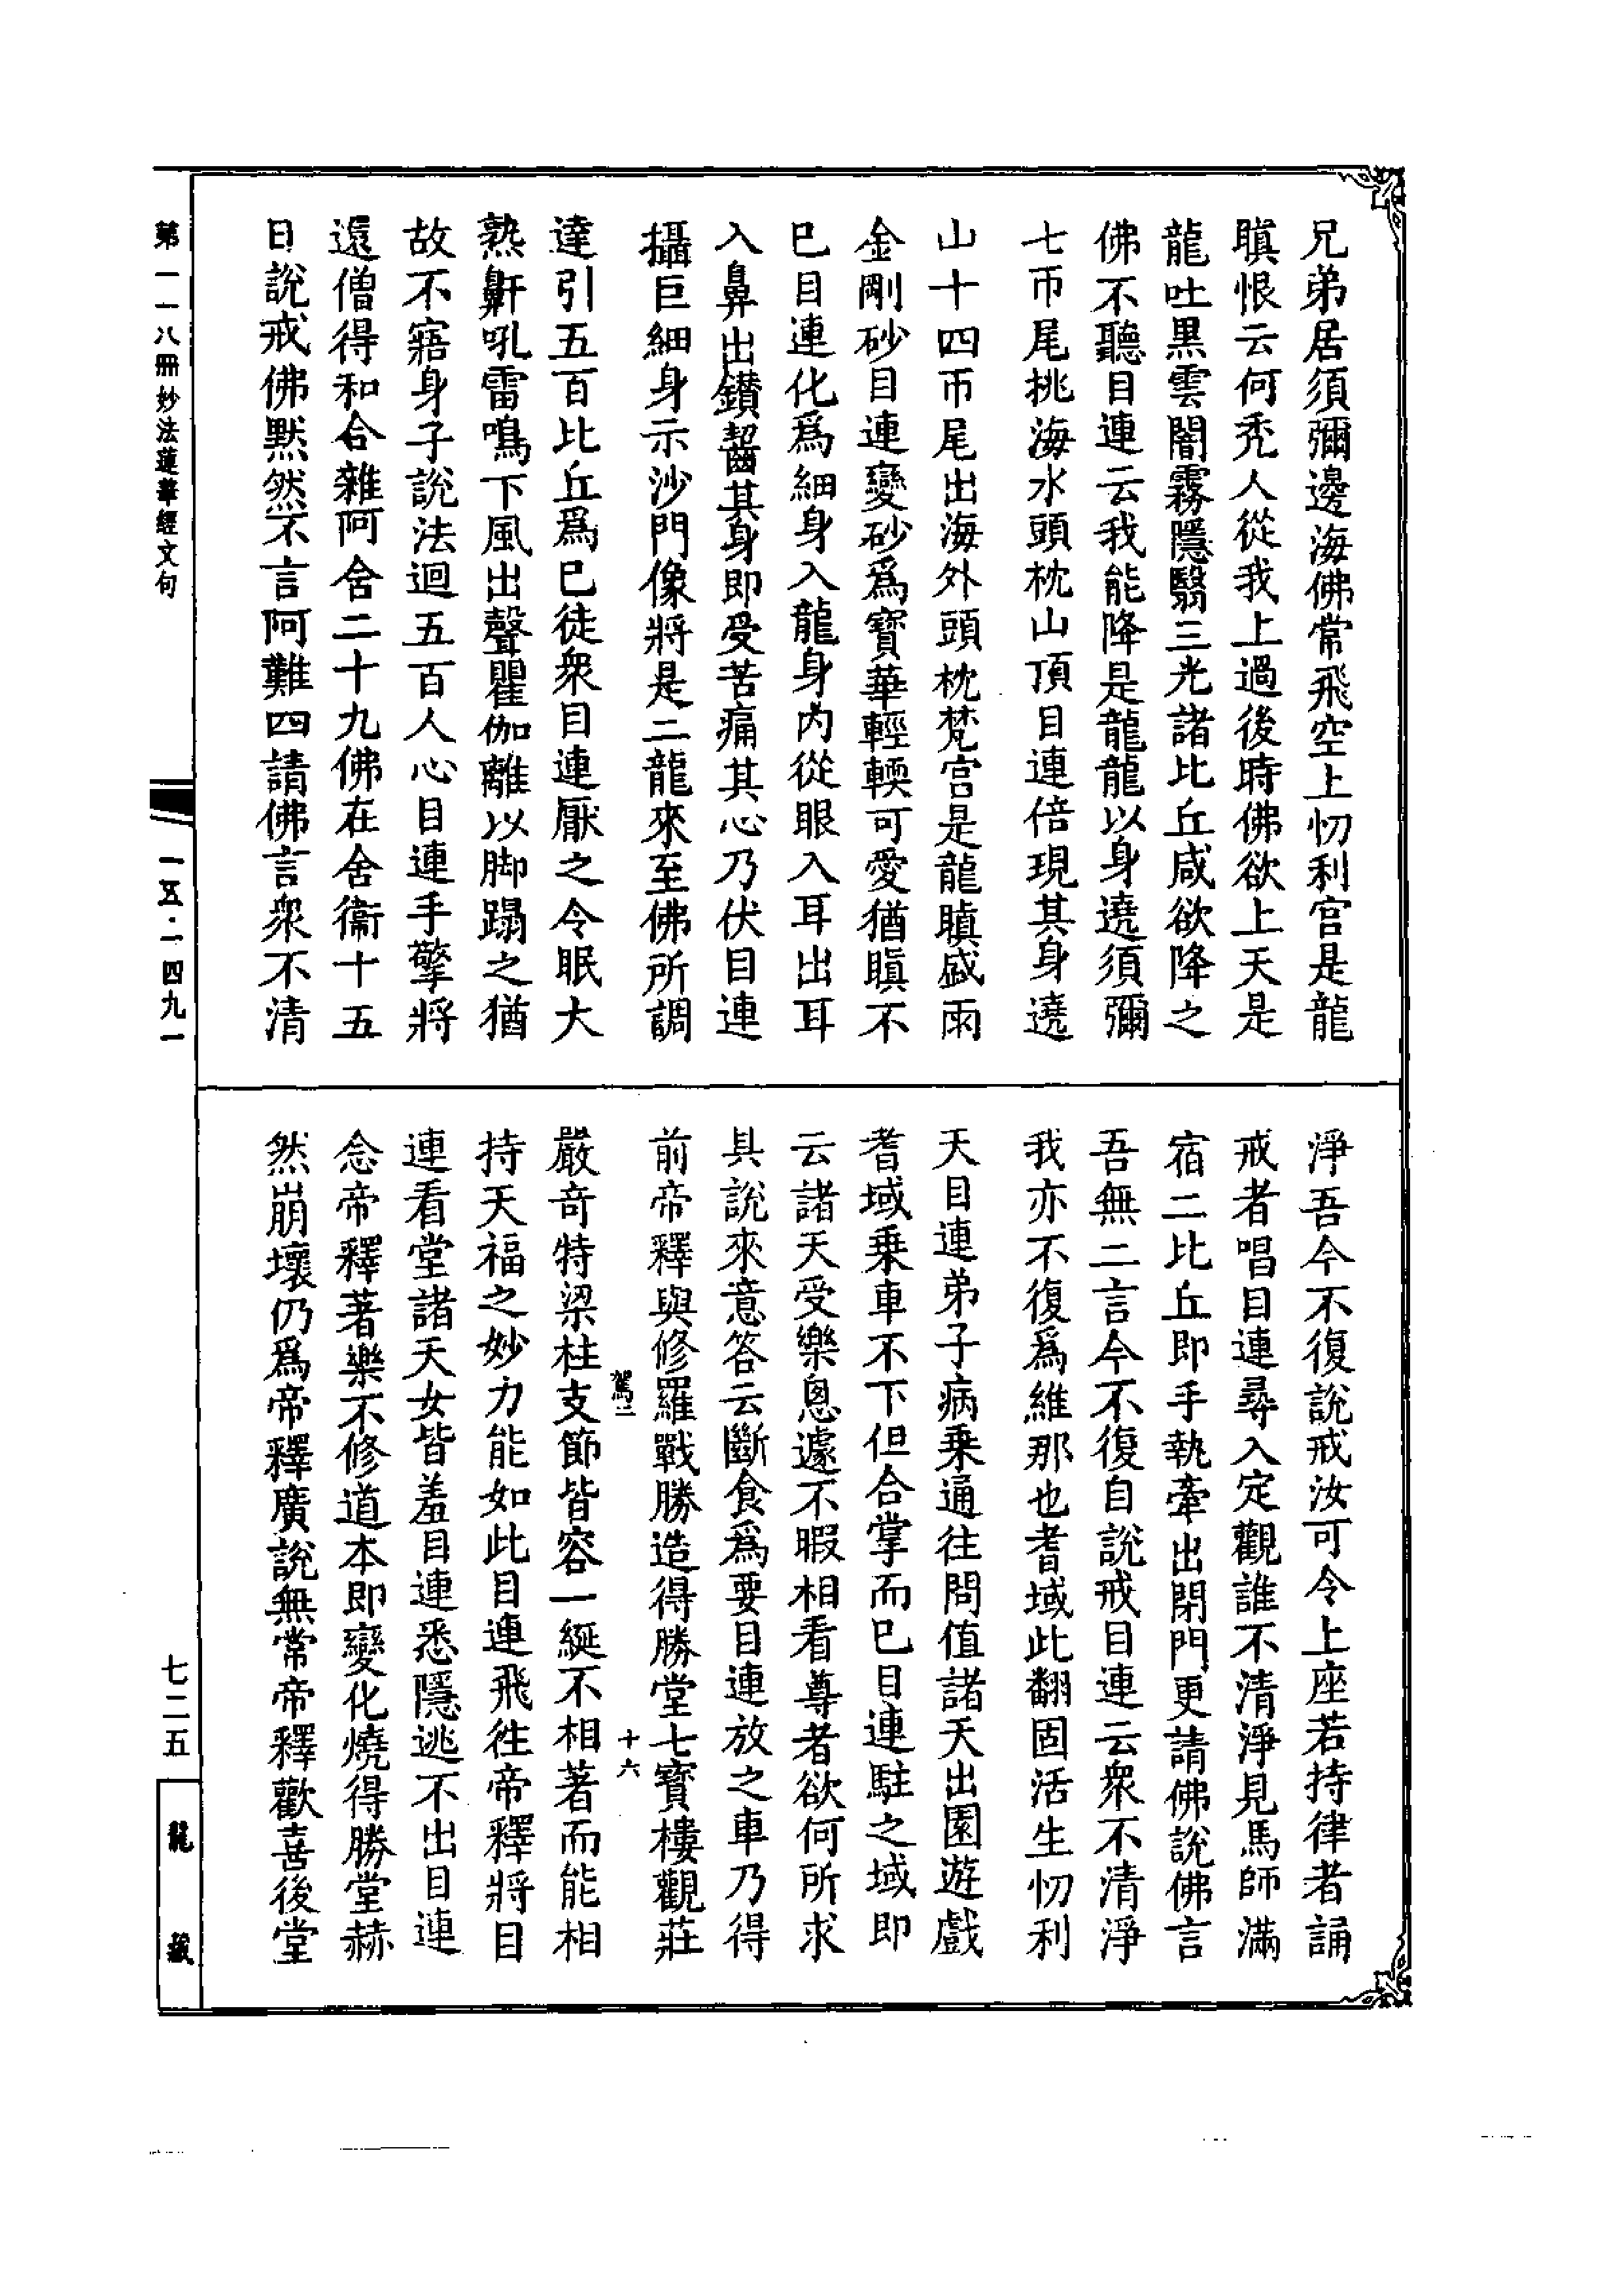 兄弟居須彌邊海佛常飛空上忉利宮是龍
瞋恨云何禿人從我上過後時佛欲上天是
龍吐黑雲闇霧隱翳三光諸比丘咸欲降之
佛不聽目連云我能降是龍龍以身遶須彌
七帀尾挑海水頭枕山頂目連倍現其身遶
山十四帀尾出海外頭枕梵宮是龍瞋盛雨
金剛砂目連變砂爲寶華輕輭可愛猶瞋不
已目連化爲細身入龍身內從眼入耳出耳
入鼻出鑽齧其身即受苦痛其心乃伏目連
攝巨細身示沙門像將是二龍來至佛所調
達引五百比丘爲已徒衆目連厭之令眠大
熟鼾吼雷鳴下風出聲瞿伽離以脚蹋之猶
故不寤身子說法迴五百人心目連手擎將
還僧得和合雜阿含二十九佛在舍衞十五
日說戒佛默然不言阿難四請佛言衆不清
淨吾今不復說戒汝可令上座若持律者誦
戒者唱目連尋入定觀誰不清淨見馬師滿
宿二比丘即手執牽出閉門更請佛說佛言
吾無二言今不復自說戒目連云衆不清淨
我亦不復爲維那也耆域此翻固活生忉利
天目連弟子病乗通往問值諸天出園遊戲
耆域乗車不下但合掌而已目連駐之域即
云諸天受樂怱遽不暇相看尊者欲何所求
具說來意答云斷食爲要目連放之車乃得
前帝釋與修羅戰勝造得勝堂七寶樓觀莊
駕二
十六
嚴奇特梁柱支節皆容一綖不相著而能相
持天福之妙力能如此目連飛徃帝釋將目
連看堂諸天女皆羞目連悉隱逃不出目連
念帝釋著樂不修道本即變化燒得勝堂赫
然崩壞仍爲帝釋廣說無常帝釋歡喜後堂
第一一八冊妙法蓮華經文句
一五·一四九一
七二五
龍藏